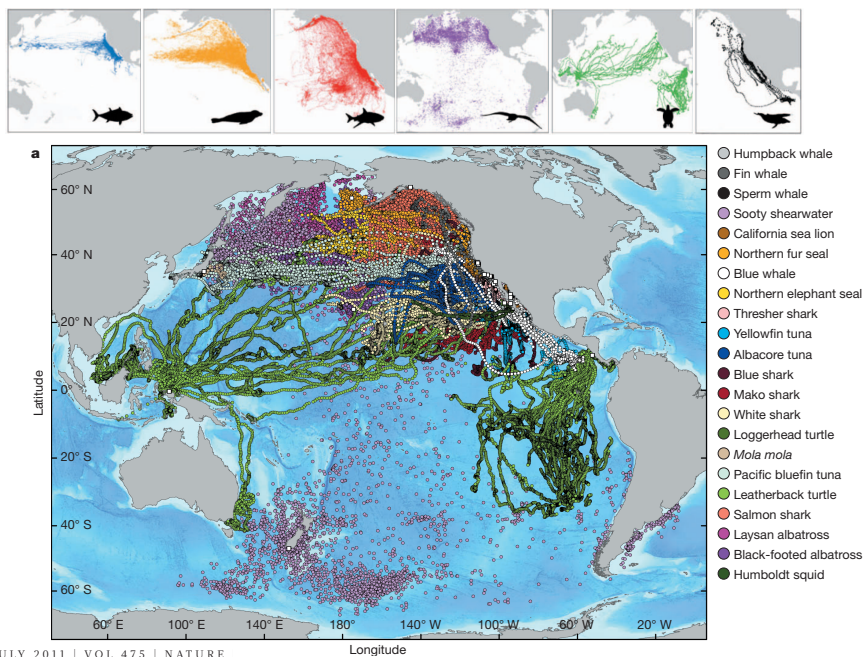 a
Humpback whale
Fin whale
Sperm whale
Sooty shearwater
California sea lion
Northern fur seal
Blue whale
Northern elephant seal
Thresher shark
Yellowfin tuna
Albacore tuna
Blue shark
Mako shark
White shark
Loggerhead turtle
Mola mola
Pacific bluefin tuna
Leatherback turtle
Salmon shark
Laysan albatross
Black-footed albatross
Humboldt squid
60° N
40° N
20° N
0°
20° S
40° S
60° S
Latitude
60° E 100° E 140° E 180° 140° W 100° W 60° W 20° W
Longitude
ULY 2011 | VOL 475 | NATURE